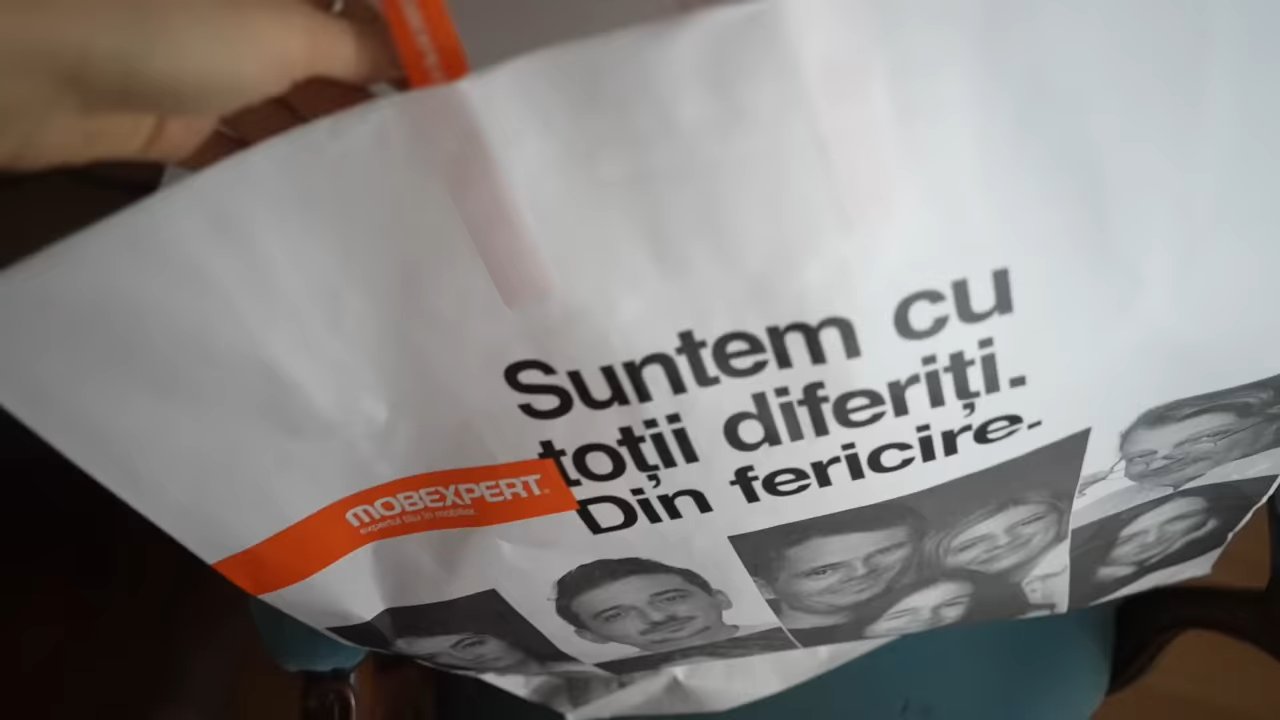 Suntem cu
toții diferiți.
Din fericire.
MOBEXPERT®
expertul tău în mobilier.